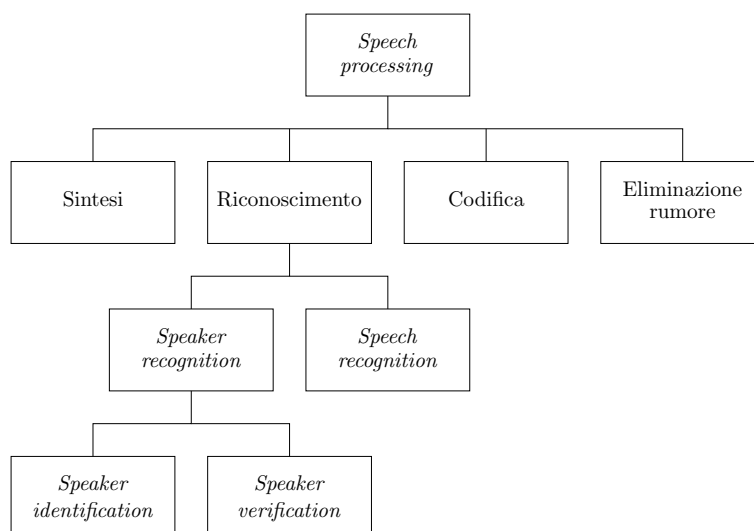 Speech
processing
Sintesi
Riconoscimento
Codifica
Eliminazione
rumore
Speaker
recognition
Speech
recognition
Speaker
identification
Speaker
verification